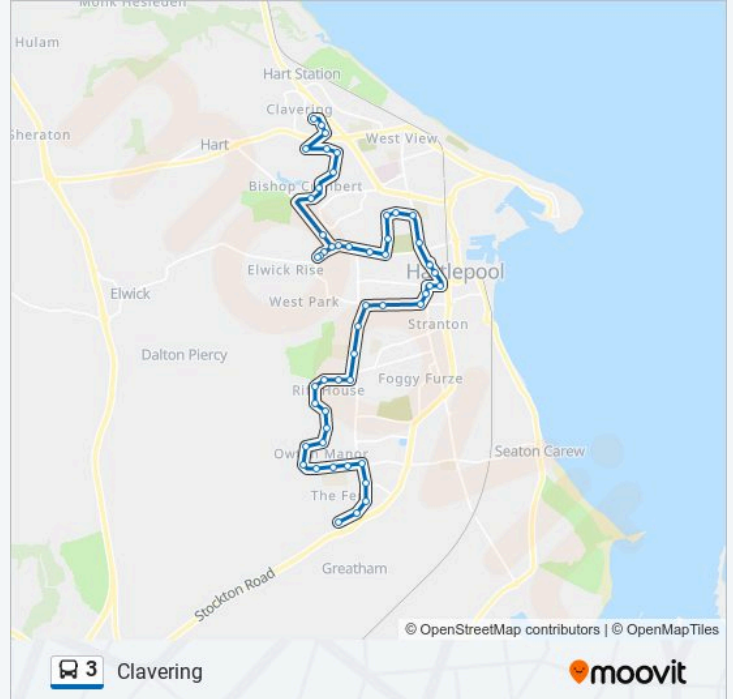 Monk Hesleden
Hulam
Hart Station
Clavering
Sheraton
Hart
West View
Bishop Cuthbert
Elwick Rise
Hartlepool
Elwick
West Park
Stranton
Dalton Piercy
Foggy Furze
Rift House
Owton Manor
Seaton Carew
The Fens
Greatham
Stockton Road
© OpenStreetMap contributors | © OpenMapTiles
3 Clavering
moovit